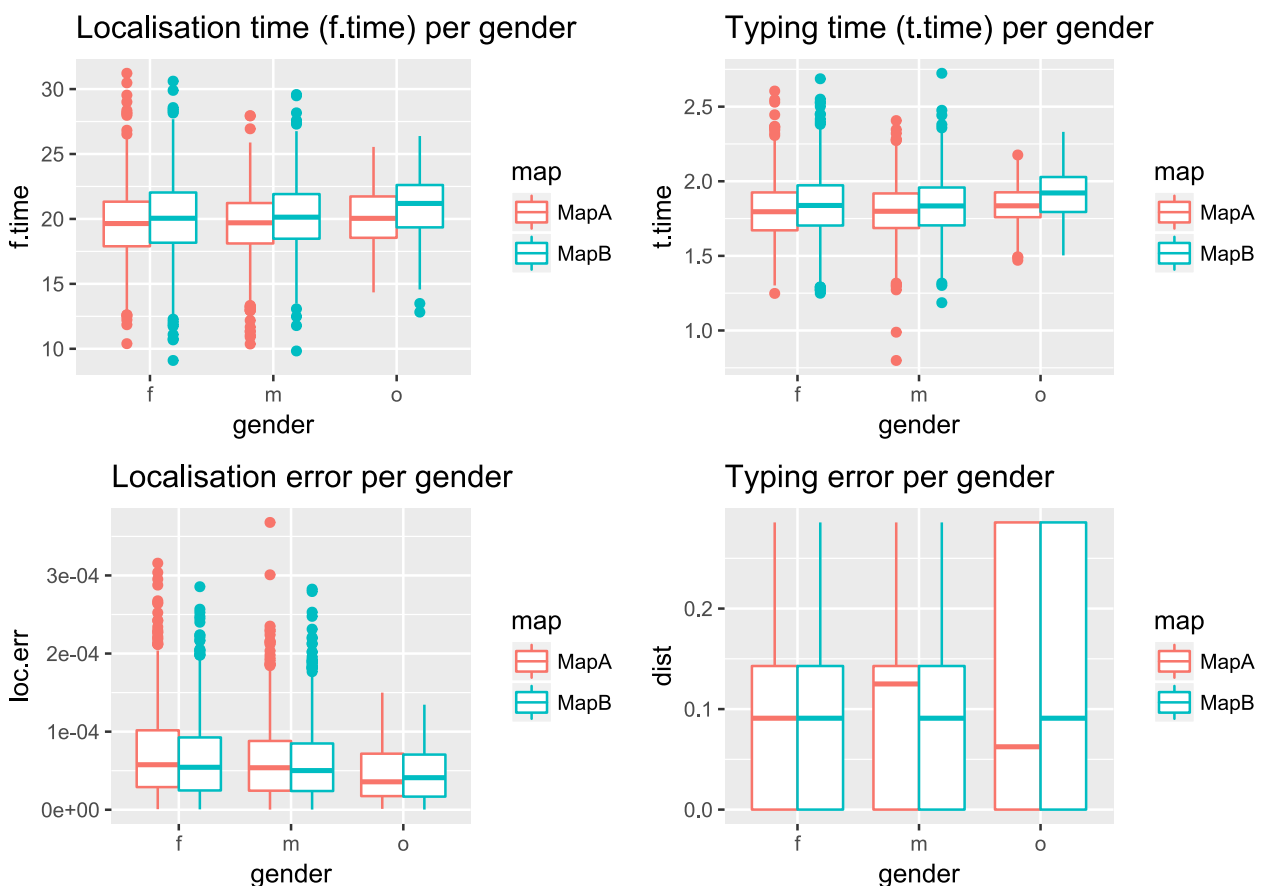 Localisation time (f.time) per gender
30
25
20
15
10
f.time
f m o
gender
map
MapA
MapB
Typing time (t.time) per gender
2.5
2.0
1.5
1.0
t.time
f m o
gender
map
MapA
MapB
Localisation error per gender
3e-04
2e-04
1e-04
0e+00
loc.err
f m o
gender
map
MapA
MapB
Typing error per gender
0.2
0.1
0.0
dist
f m o
gender
map
MapA
MapB